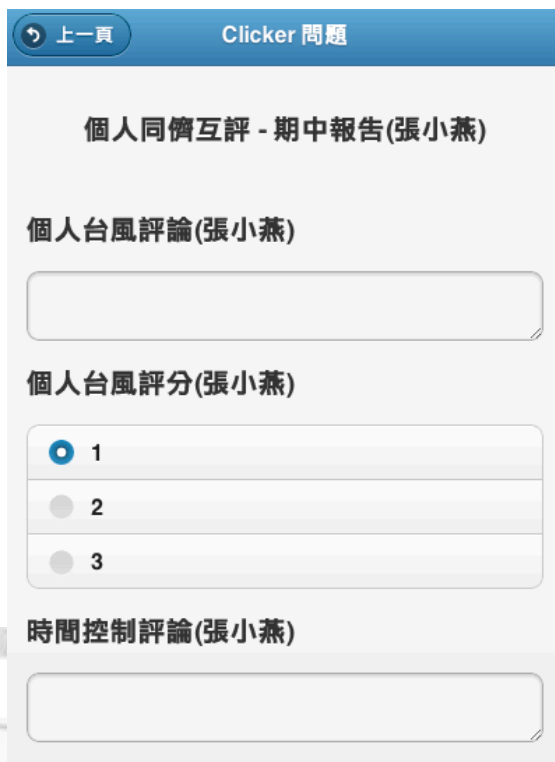 上一頁
Clicker 問題
個人同儕互評 - 期中報告(張小燕)
個人台風評論(張小燕)
個人台風評分(張小燕)
1
2
3
時間控制評論(張小燕)